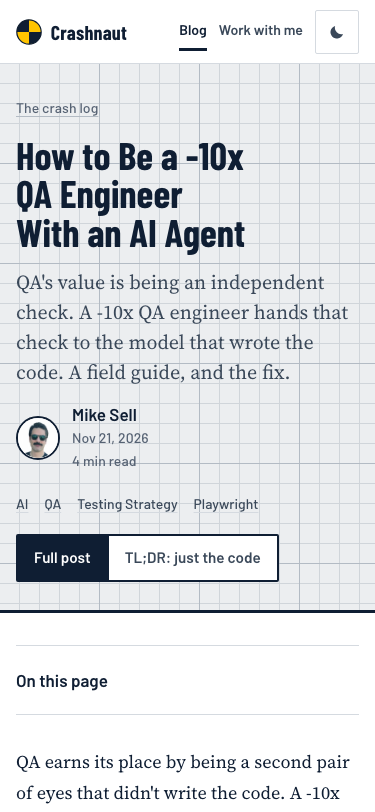 Crashnaut
Blog
Work with me
The crash log
How to Be a -10x
QA Engineer
With an AI Agent
QA's value is being an independent
check. A -10x QA engineer hands that
check to the model that wrote the
code. A field guide, and the fix.
Mike Sell
Nov 21, 2026
4 min read
AI QA Testing Strategy Playwright
Full post
TL;DR: just the code
On this page
QA earns its place by being a second pair
of eyes that didn't write the code. A -10x